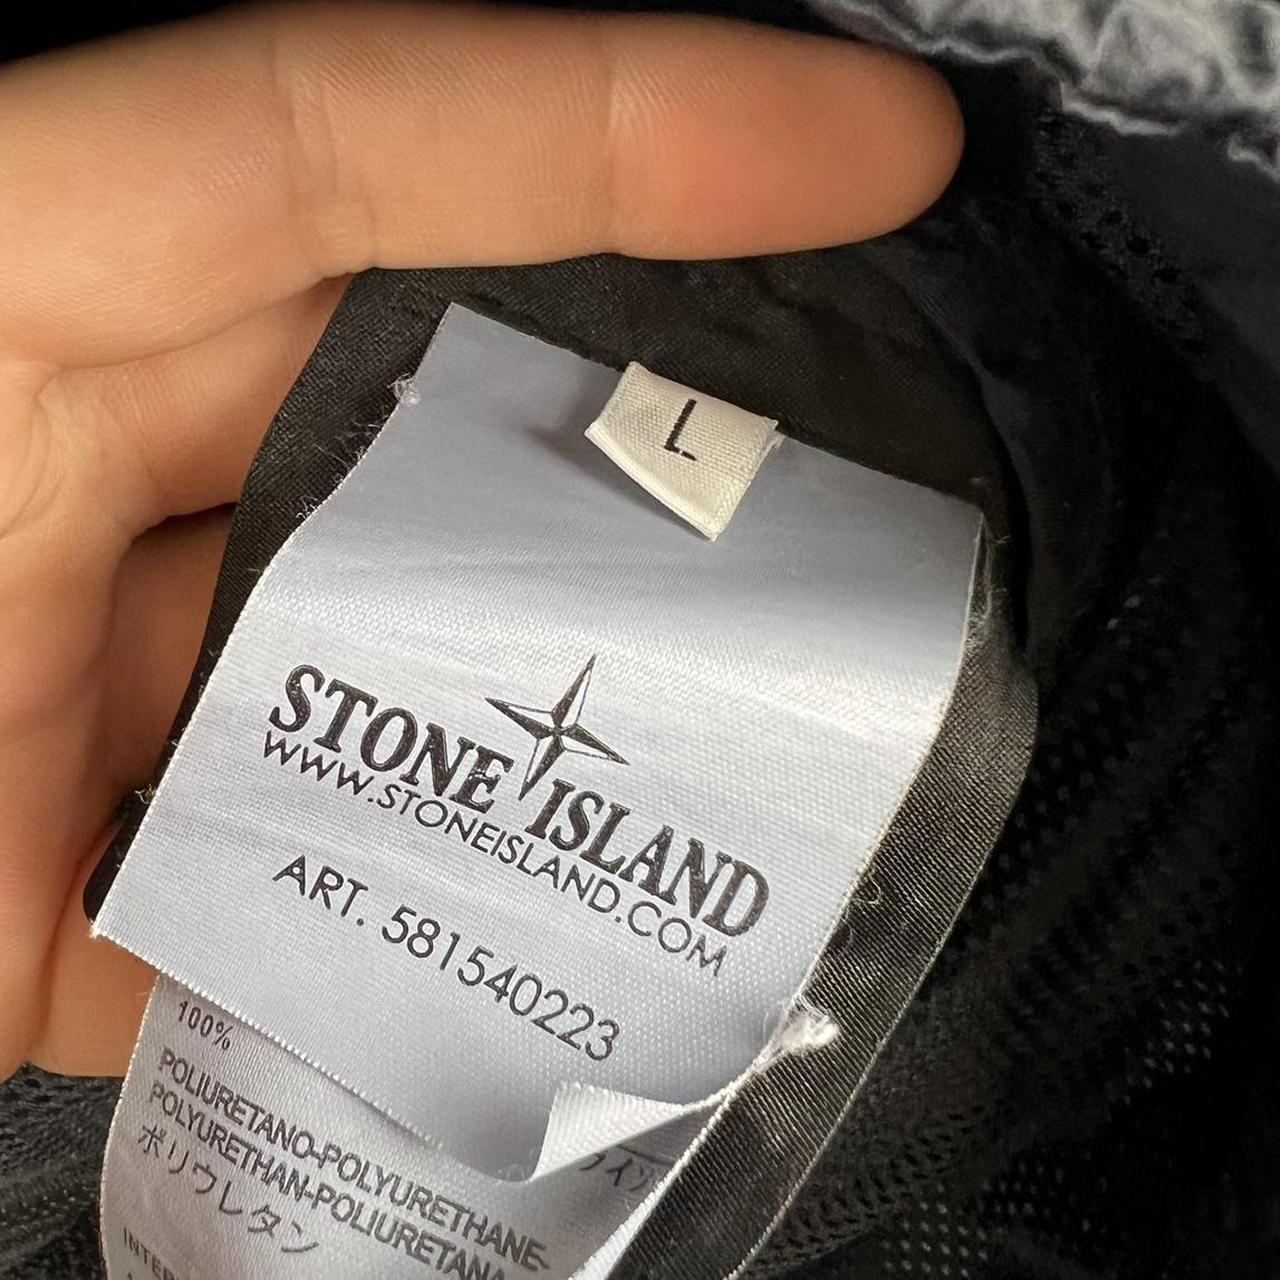 L
STONE ISLAND
WWW.STONEISLAND.COM
ART. 581540223
100%
POLIURETANO-POLYURETHANE-
POLYURETHAN-POLIURETANA
ポリウレタン